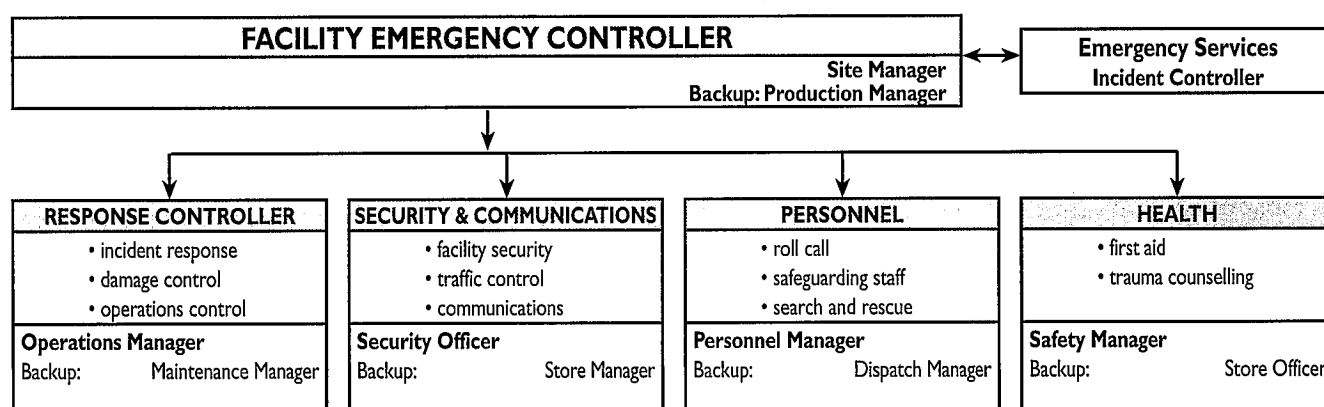 FACILITY EMERGENCY CONTROLLER
Site Manager
Backup: Production Manager
Emergency Services
Incident Controller
RESPONSE CONTROLLER
• incident response
• damage control
• operations control
Operations Manager
Backup: Maintenance Manager
SECURITY & COMMUNICATIONS
• facility security
• traffic control
• communications
Security Officer
Backup: Store Manager
PERSONNEL
• roll call
• safeguarding staff
• search and rescue
Personnel Manager
Backup: Dispatch Manager
HEALTH
• first aid
• trauma counselling
Safety Manager
Backup: Store Officer